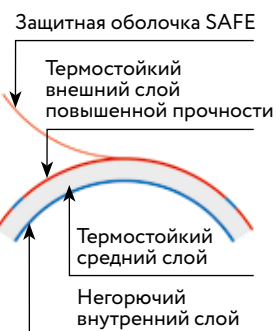 Защитная оболочка SAFE
Термостойкий
внешний слой
повышенной прочности
Термостойкий
средний слой
Негорючий
внутренний слой